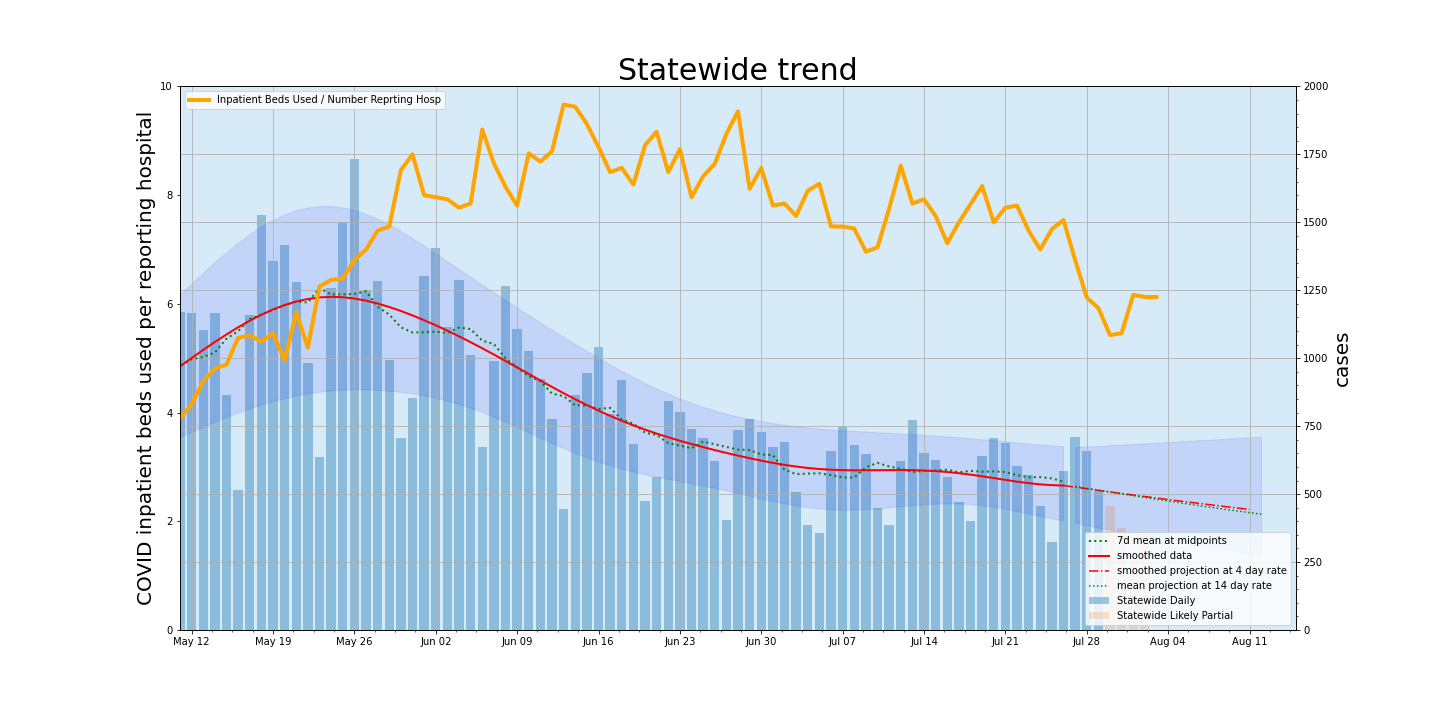 Statewide trend
Inpatient Beds Used / Number Reprting Hosp
COVID inpatient beds used per reporting hospital
10
8
6
4
2
0
2000
1750
1500
1250
1000
750
500
250
0
cases
7d mean at midpoints
smoothed data
smoothed projection at 4 day rate
mean projection at 14 day rate
Statewide Daily
Statewide Likely Partial
May 12 May 19 May 26 Jun 02 Jun 09 Jun 16 Jun 23 Jun 30 Jul 07 Jul 14 Jul 21 Jul 28 Aug 04 Aug 11